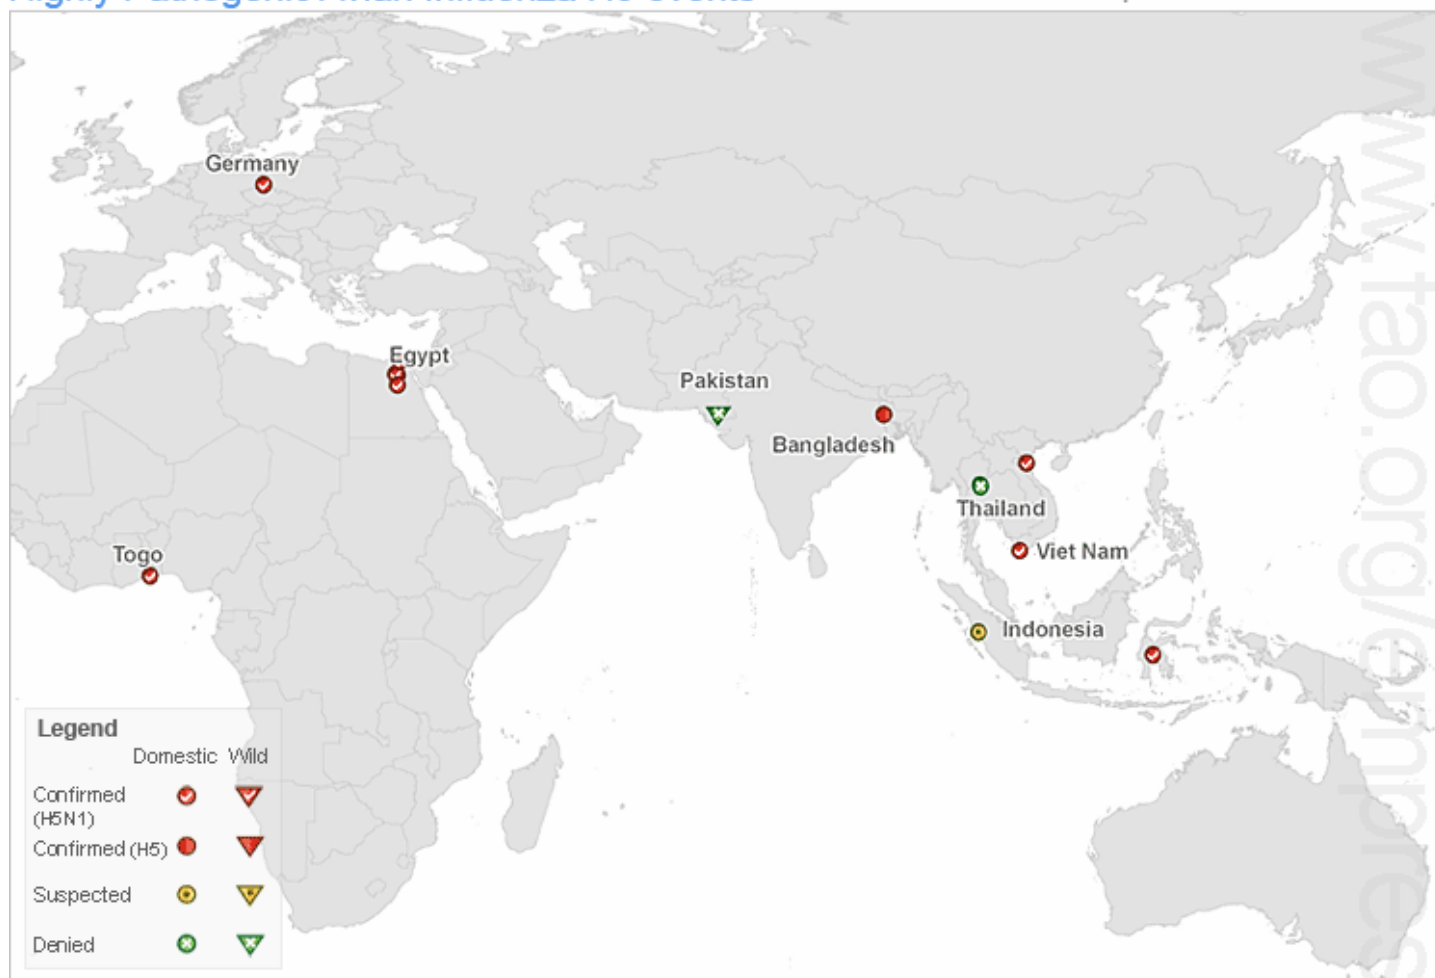 Germany
Egypt
Pakistan
Bangladesh
Thailand
Togo
Viet Nam
Indonesia
Legend
Domestic Wild
Confirmed
(H5N1)
Confirmed (H5)
Suspected
Denied
www.fao.org/empres